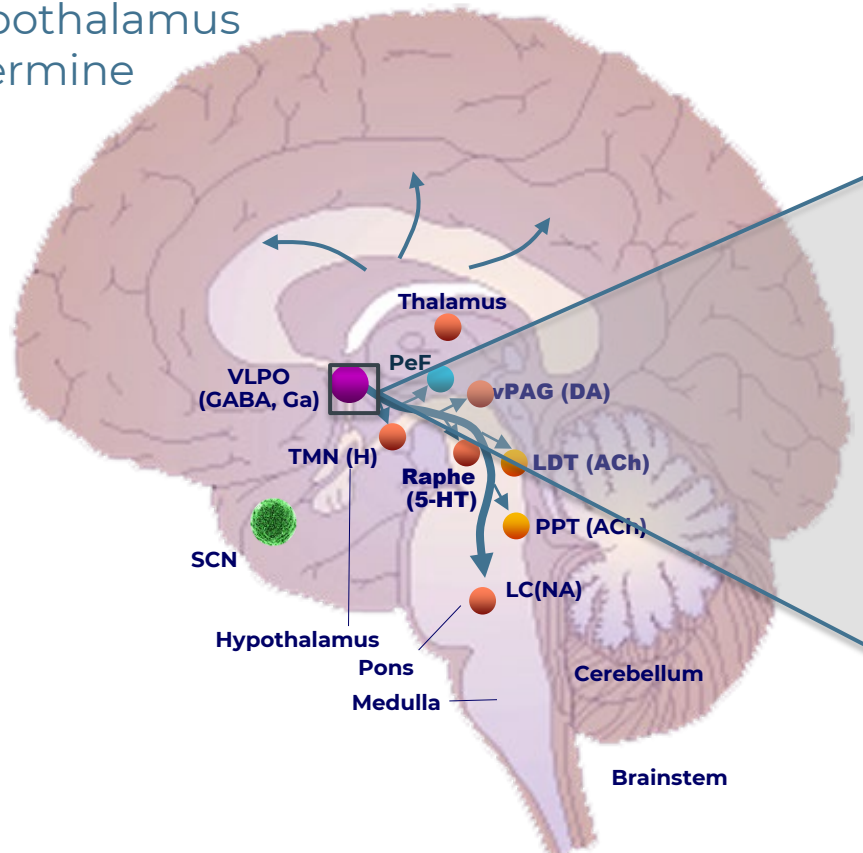 pothalamus
ermine
Thalamus
PeF
VLPO
(GABA, Ga)
vPAG (DA)
TMN (H)
LDT (ACh)
Raphe
(5-HT)
PPT (ACh)
SCN
LC(NA)
Hypothalamus
Pons
Cerebellum
Medulla
Brainstem